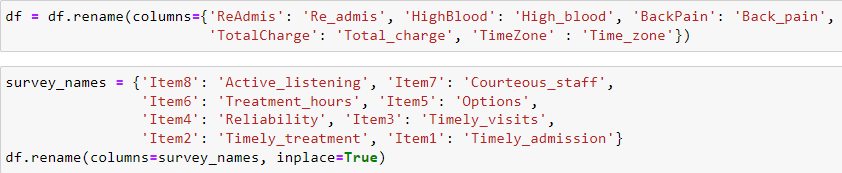 df = df.rename(columns={'ReAdmis': 'Re_admis', 'HighBlood': 'High_blood', 'BackPain': 'Back_pain',
'TotalCharge': 'Total_charge', 'TimeZone' : 'Time_zone'})
survey_names = {'Item8': 'Active_listening', 'Item7': 'Courteous_staff',
'Item6': 'Treatment_hours', 'Item5': 'Options',
'Item4': 'Reliability', 'Item3': 'Timely_visits',
'Item2': 'Timely_treatment', 'Item1': 'Timely_admission'}
df.rename(columns=survey_names, inplace=True)